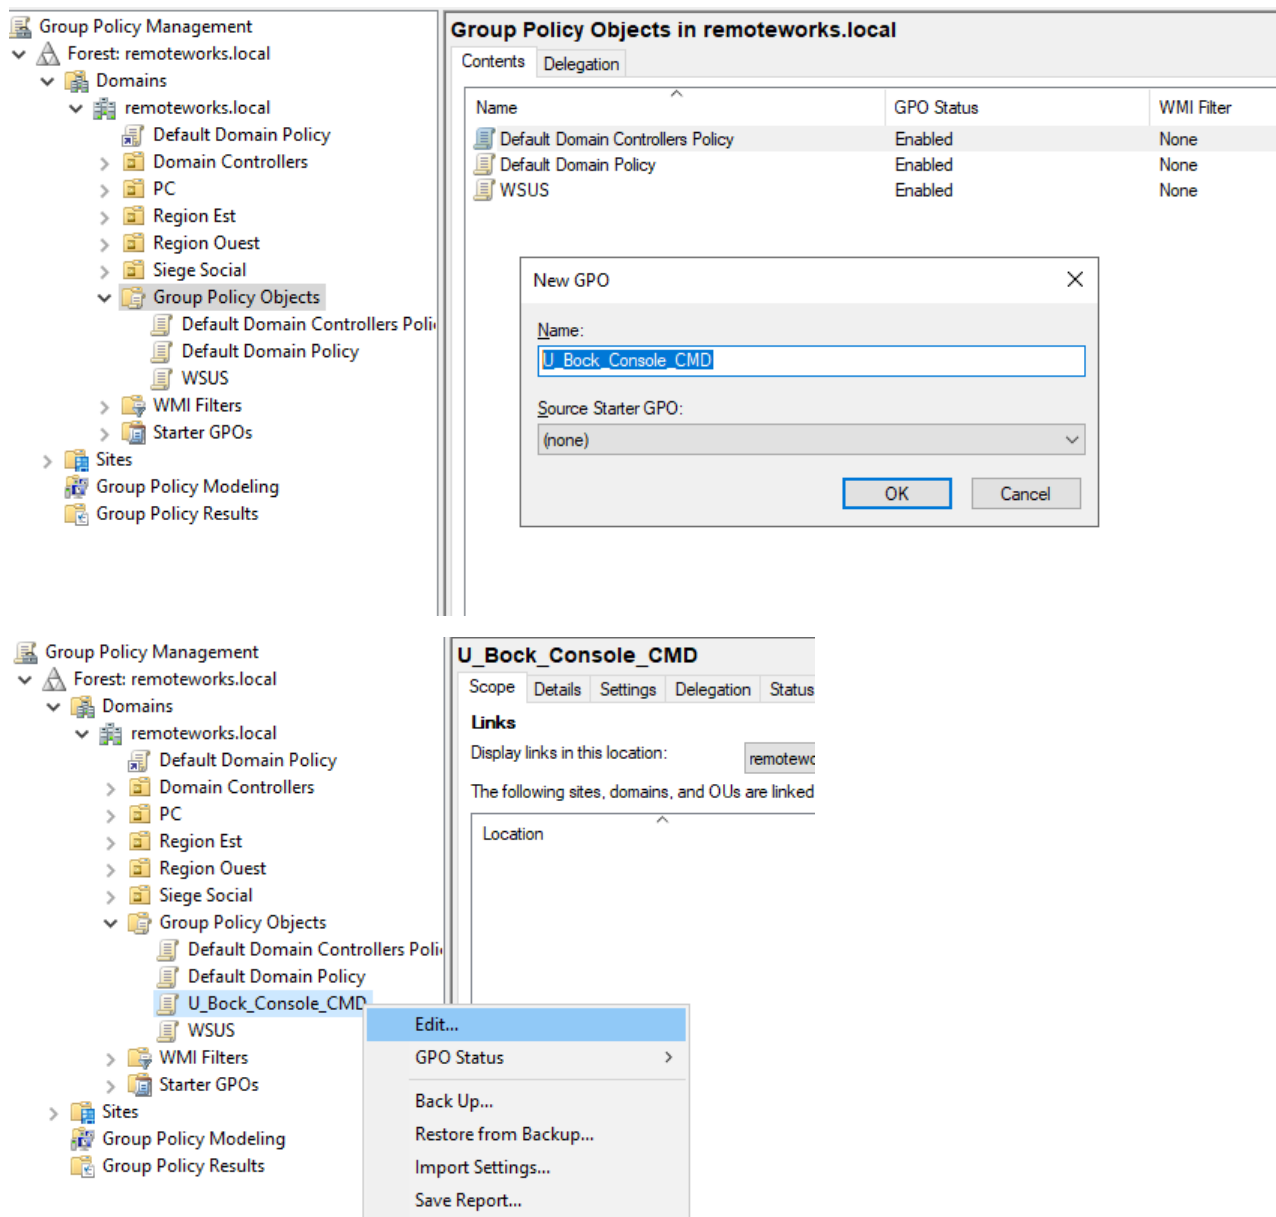 Group Policy Management
Forest: remoteworks.local
Domains
remoteworks.local
Default Domain Policy
Domain Controllers
PC
Region Est
Region Ouest
Siege Social
Group Policy Objects
Default Domain Controllers Poli
Default Domain Policy
WSUS
WMI Filters
Starter GPOs
Sites
Group Policy Modeling
Group Policy Results
Group Policy Objects in remoteworks.local
Contents Delegation
Name GPO Status WMI Filter
Default Domain Controllers Policy Enabled None
Default Domain Policy Enabled None
WSUS Enabled None
New GPO
Name:
U_Bock_Console_CMD
Source Starter GPO:
(none)
OK Cancel
Group Policy Management
Forest: remoteworks.local
Domains
remoteworks.local
Default Domain Policy
Domain Controllers
PC
Region Est
Region Ouest
Siege Social
Group Policy Objects
Default Domain Controllers Poli
Default Domain Policy
U_Bock_Console_CMD
WSUS
WMI Filters
Starter GPOs
Sites
Group Policy Modeling
Group Policy Results
U_Bock_Console_CMD
Scope Details Settings Delegation Status
Links
Display links in this location: remotewo
The following sites, domains, and OUs are linked
Location
Edit...
GPO Status
Back Up...
Restore from Backup...
Import Settings...
Save Report...